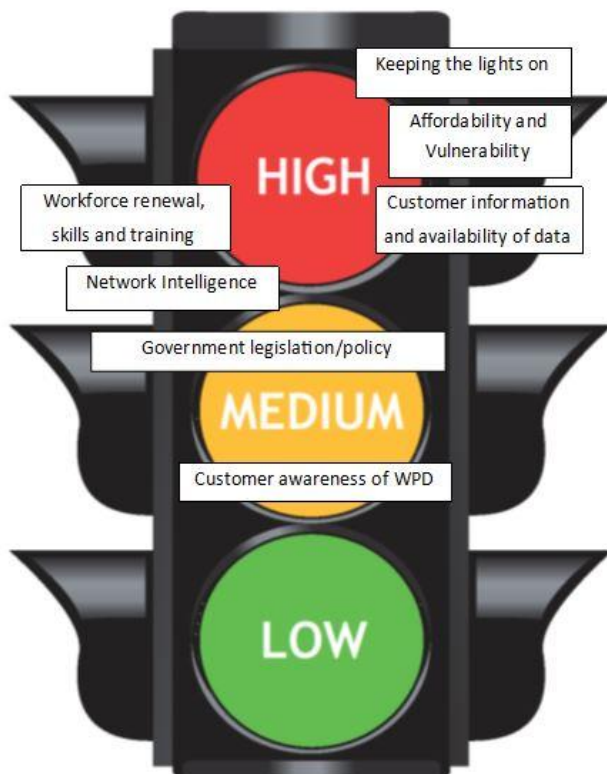 Keeping the lights on
Affordability and
Vulnerability
HIGH
Workforce renewal,
skills and training
Customer information
and availability of data
Network Intelligence
Government legislation/policy
MEDIUM
Customer awareness of WPD
LOW